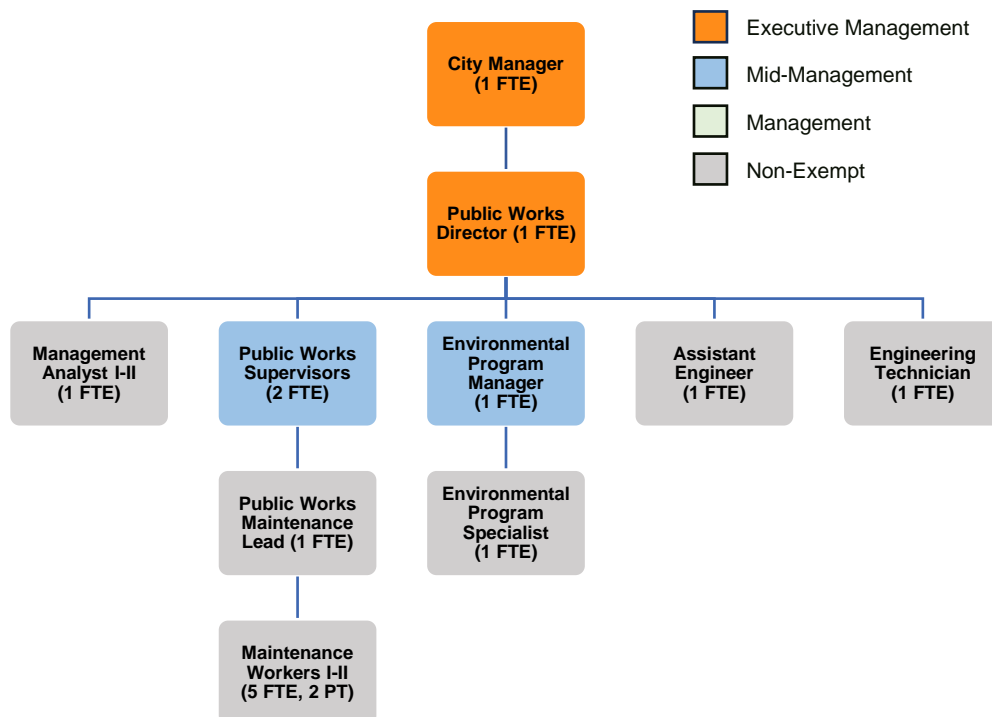 Executive Management
Mid-Management
Management
Non-Exempt
City Manager
(1 FTE)
Public Works
Director (1 FTE)
Management
Analyst I-II
(1 FTE)
Public Works
Supervisors
(2 FTE)
Environmental
Program
Manager
(1 FTE)
Assistant
Engineer
(1 FTE)
Engineering
Technician
(1 FTE)
Public Works
Maintenance
Lead (1 FTE)
Environmental
Program
Specialist
(1 FTE)
Maintenance
Workers I-II
(5 FTE, 2 PT)